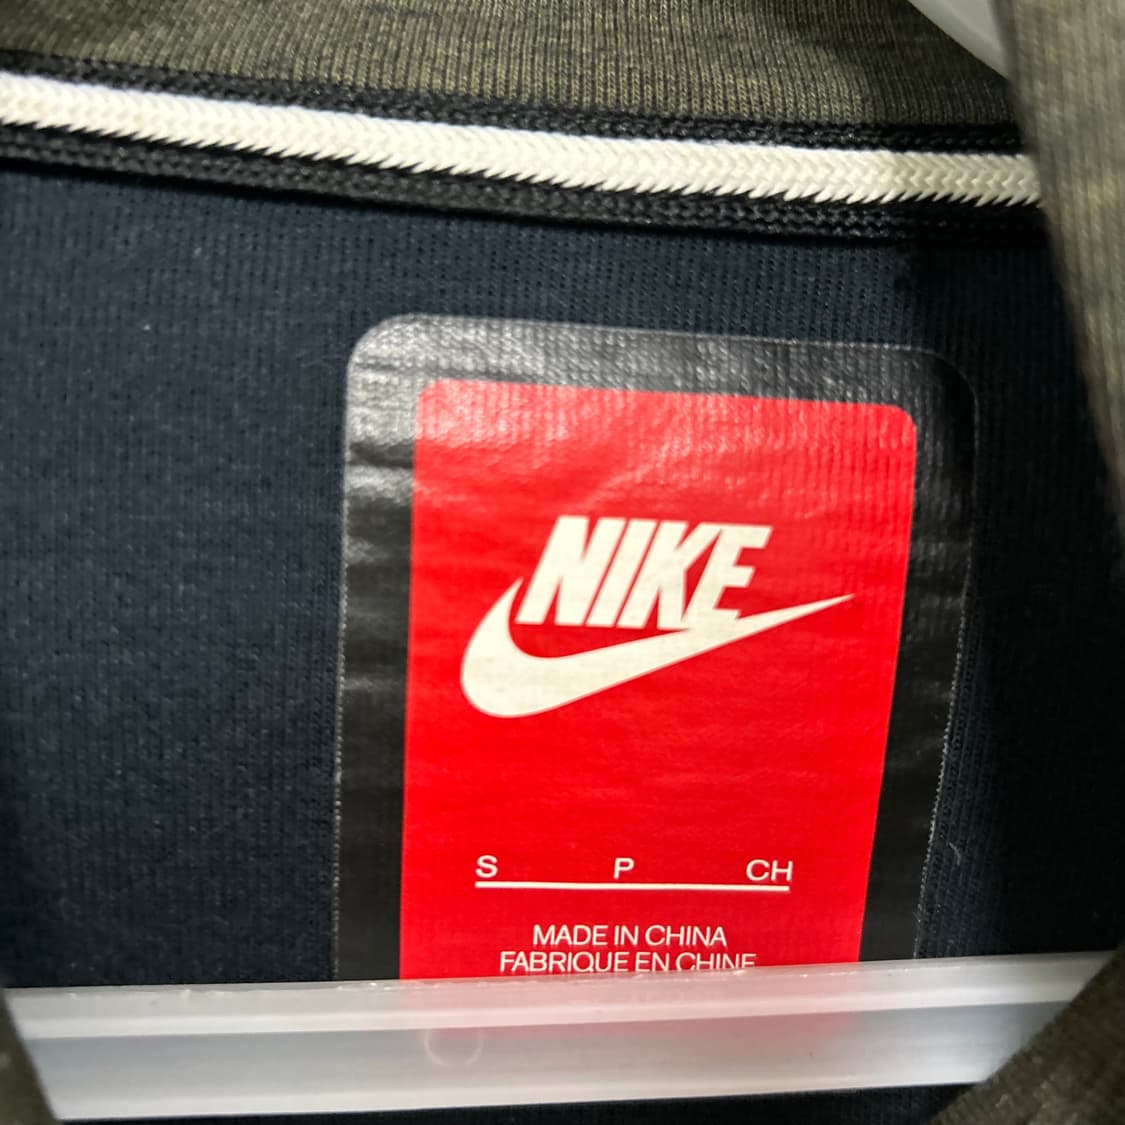 NIKE
S P CH
MADE IN CHINA
FABRIQUE EN CHINE